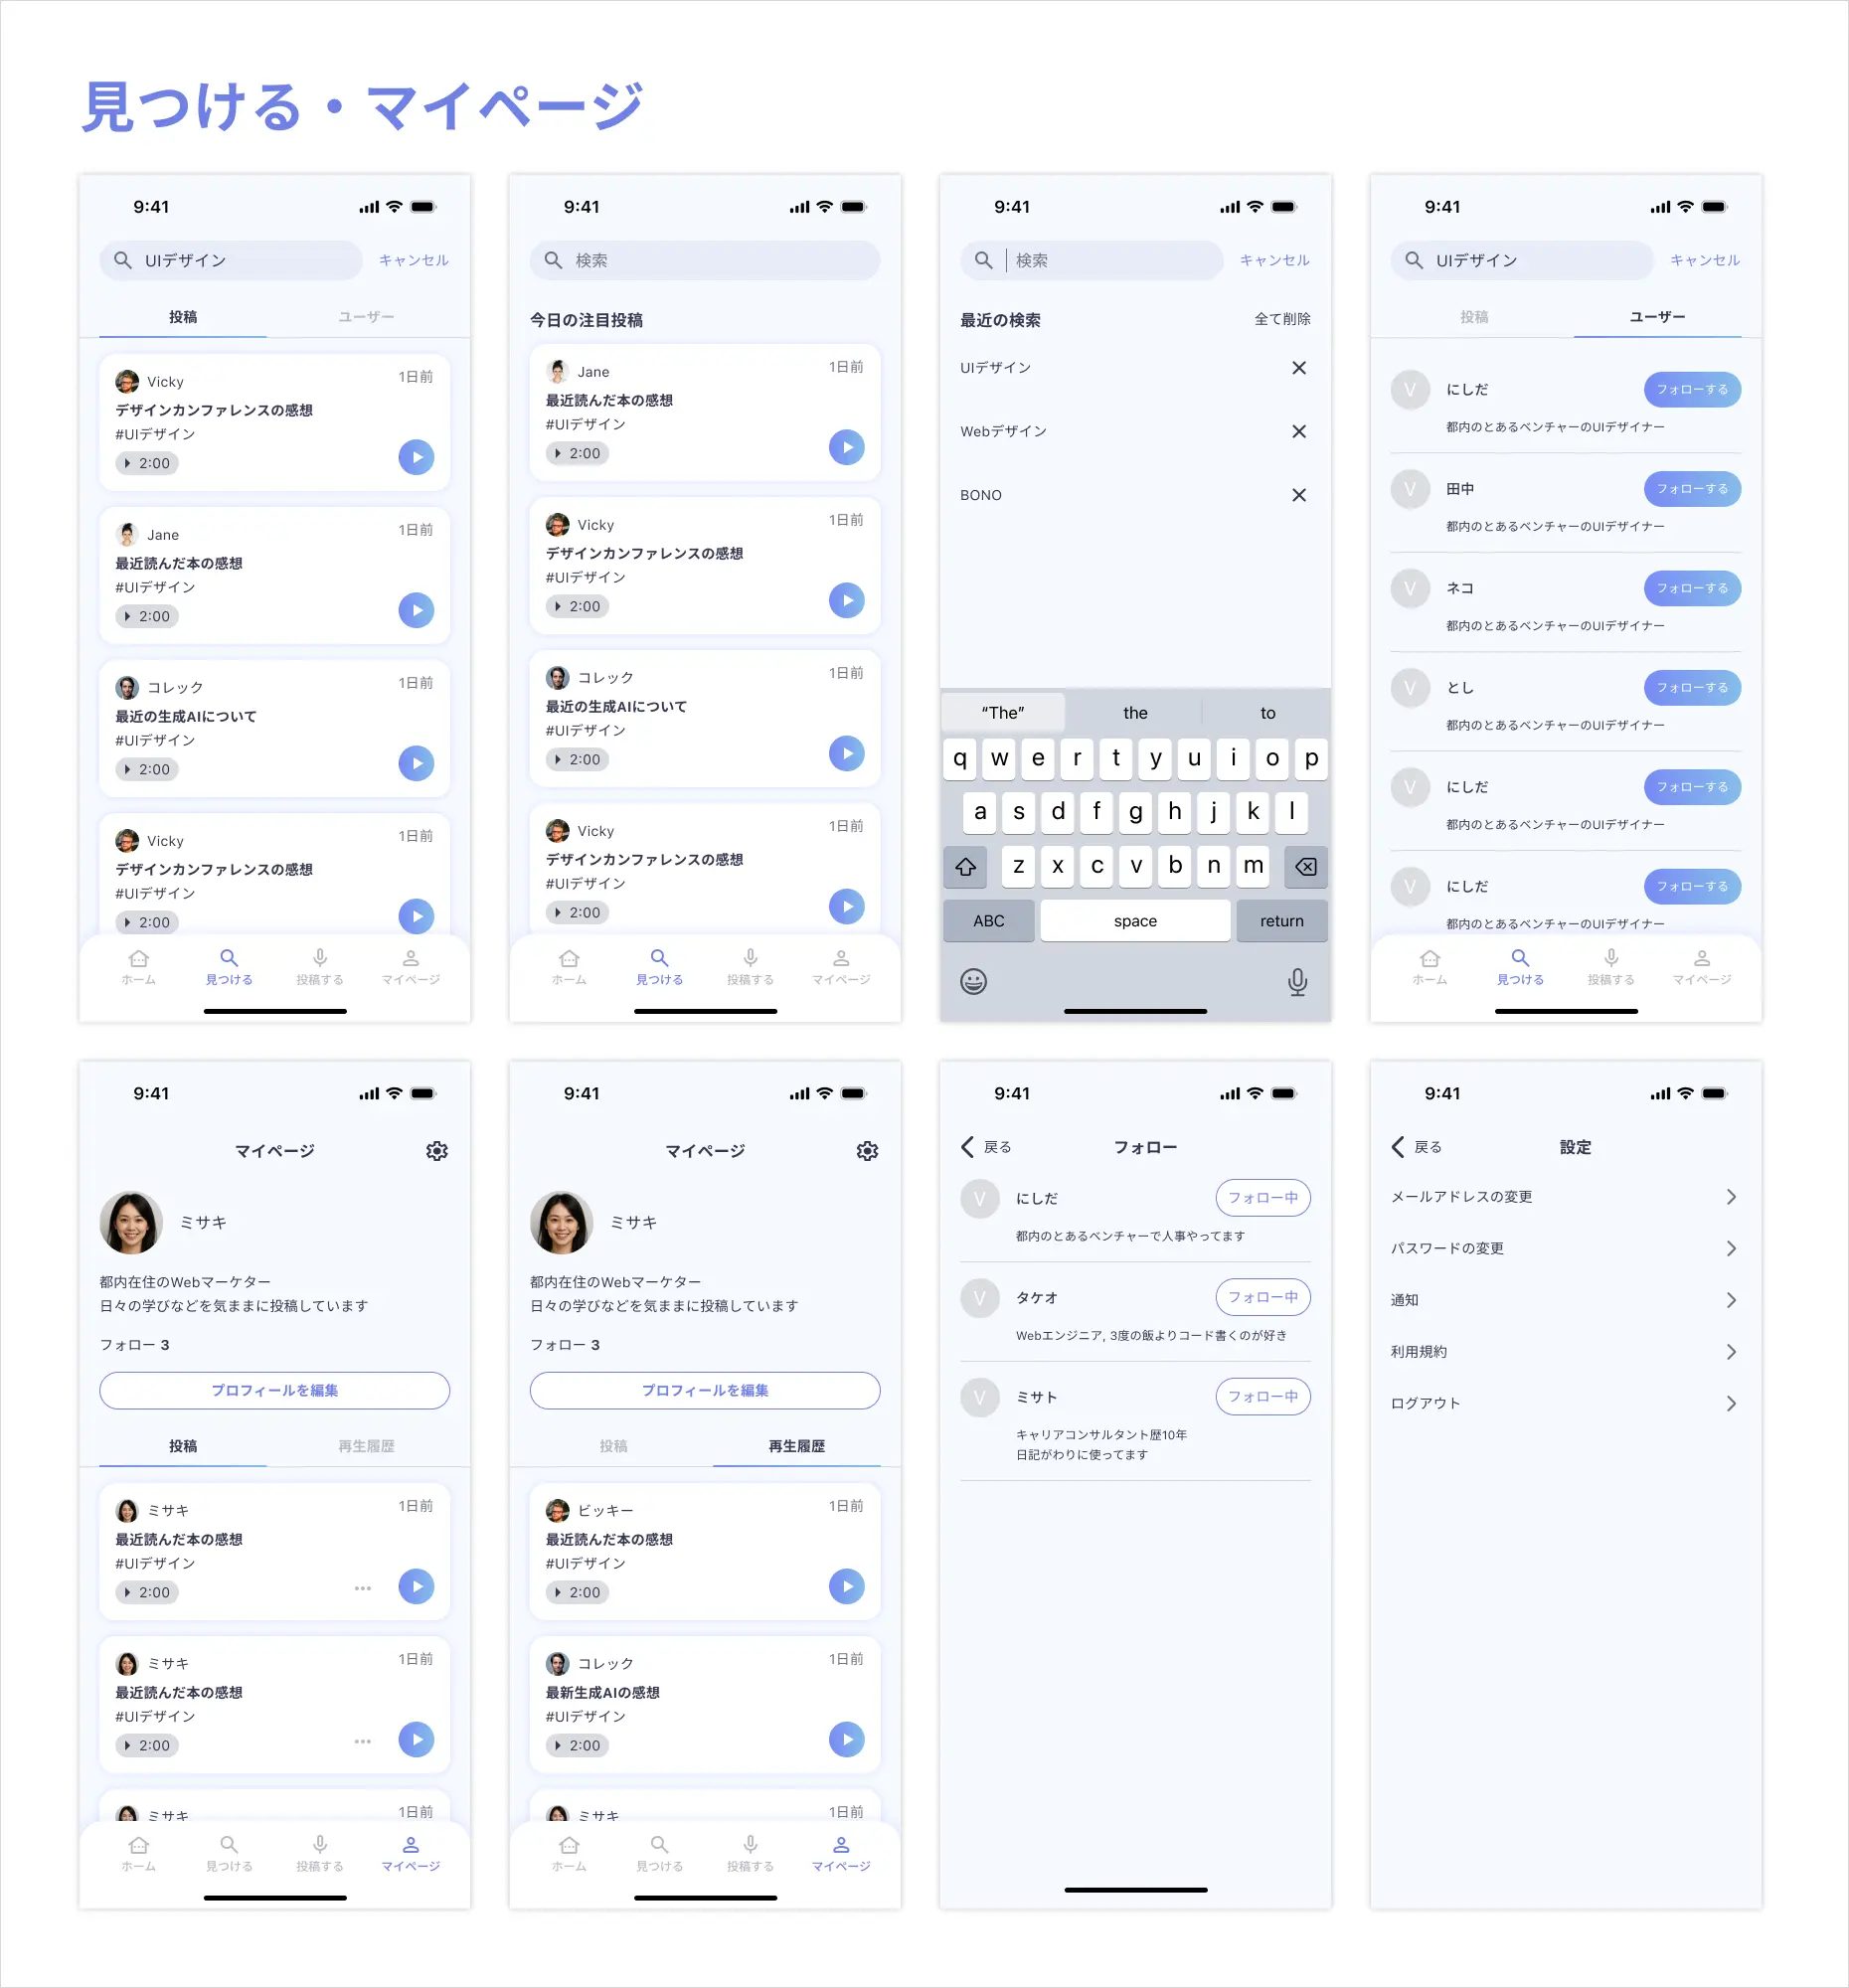 見つける・マイページ
9:41
UIデザイン
キャンセル
投稿
ユーザー
Vicky
1日前
デザインカンファレンスの感想
#UIデザイン
2:00
Jane
1日前
最近読んだ本の感想
#UIデザイン
2:00
コレック
1日前
最近の生成AIについて
#UIデザイン
2:00
Vicky
1日前
デザインカンファレンスの感想
#UIデザイン
2:00
ホーム
見つける
投稿する
マイページ
9:41
検索
今日の注目投稿
Jane
1日前
最近読んだ本の感想
#UIデザイン
2:00
Vicky
1日前
デザインカンファレンスの感想
#UIデザイン
2:00
コレック
1日前
最近の生成AIについて
#UIデザイン
2:00
Vicky
1日前
デザインカンファレンスの感想
#UIデザイン
2:00
ホーム
見つける
投稿する
マイページ
9:41
検索
キャンセル
最近の検索
全て削除
UIデザイン
Webデザイン
BONO
“The”
the
to
q w e r t y u i o p
a s d f g h j k l
z x c v b n m
ABC
space
return
9:41
UIデザイン
キャンセル
投稿
ユーザー
V
にしだ
フォローする
都内のとあるベンチャーのUIデザイナー
V
田中
フォローする
都内のとあるベンチャーのUIデザイナー
V
ネコ
フォローする
都内のとあるベンチャーのUIデザイナー
V
とし
フォローする
都内のとあるベンチャーのUIデザイナー
V
にしだ
フォローする
都内のとあるベンチャーのUIデザイナー
V
にしだ
フォローする
都内のとあるベンチャーのUIデザイナー
ホーム
見つける
投稿する
マイページ
9:41
マイページ
ミサキ
都内在住のWebマーケター
日々の学びなどを気ままに投稿しています
フォロー 3
プロフィールを編集
投稿
再生履歴
ミサキ
1日前
最近読んだ本の感想
#UIデザイン
2:00
ミサキ
1日前
最近読んだ本の感想
#UIデザイン
2:00
ミサキ
1日前
ホーム
見つける
投稿する
マイページ
9:41
マイページ
ミサキ
都内在住のWebマーケター
日々の学びなどを気ままに投稿しています
フォロー 3
プロフィールを編集
投稿
再生履歴
ビッキー
1日前
最近読んだ本の感想
#UIデザイン
2:00
コレック
1日前
最新生成AIの感想
#UIデザイン
2:00
ミサキ
1日前
ホーム
見つける
投稿する
マイページ
9:41
戻る
フォロー
V
にしだ
フォロー中
都内のとあるベンチャーで人事やってます
V
タケオ
フォロー中
Webエンジニア, 3度の飯よりコード書くのが好き
V
ミサト
フォロー中
キャリアコンサルタント歴10年
日記がわりに使ってます
9:41
戻る
設定
メールアドレスの変更
パスワードの変更
通知
利用規約
ログアウト